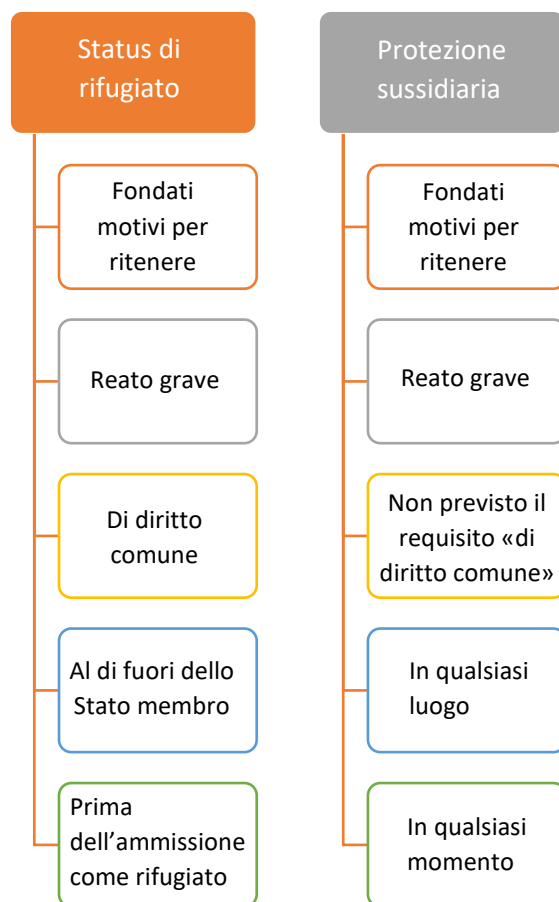 Status di
rifugiato
Fondati
motivi per
ritenere
Reato grave
Di diritto
comune
Al di fuori dello
Stato membro
Prima
dell’ammissione
come rifugiato
Protezione
sussidiaria
Fondati
motivi per
ritenere
Reato grave
Non previsto il
requisito «di
diritto comune»
In qualsiasi
luogo
In qualsiasi
momento